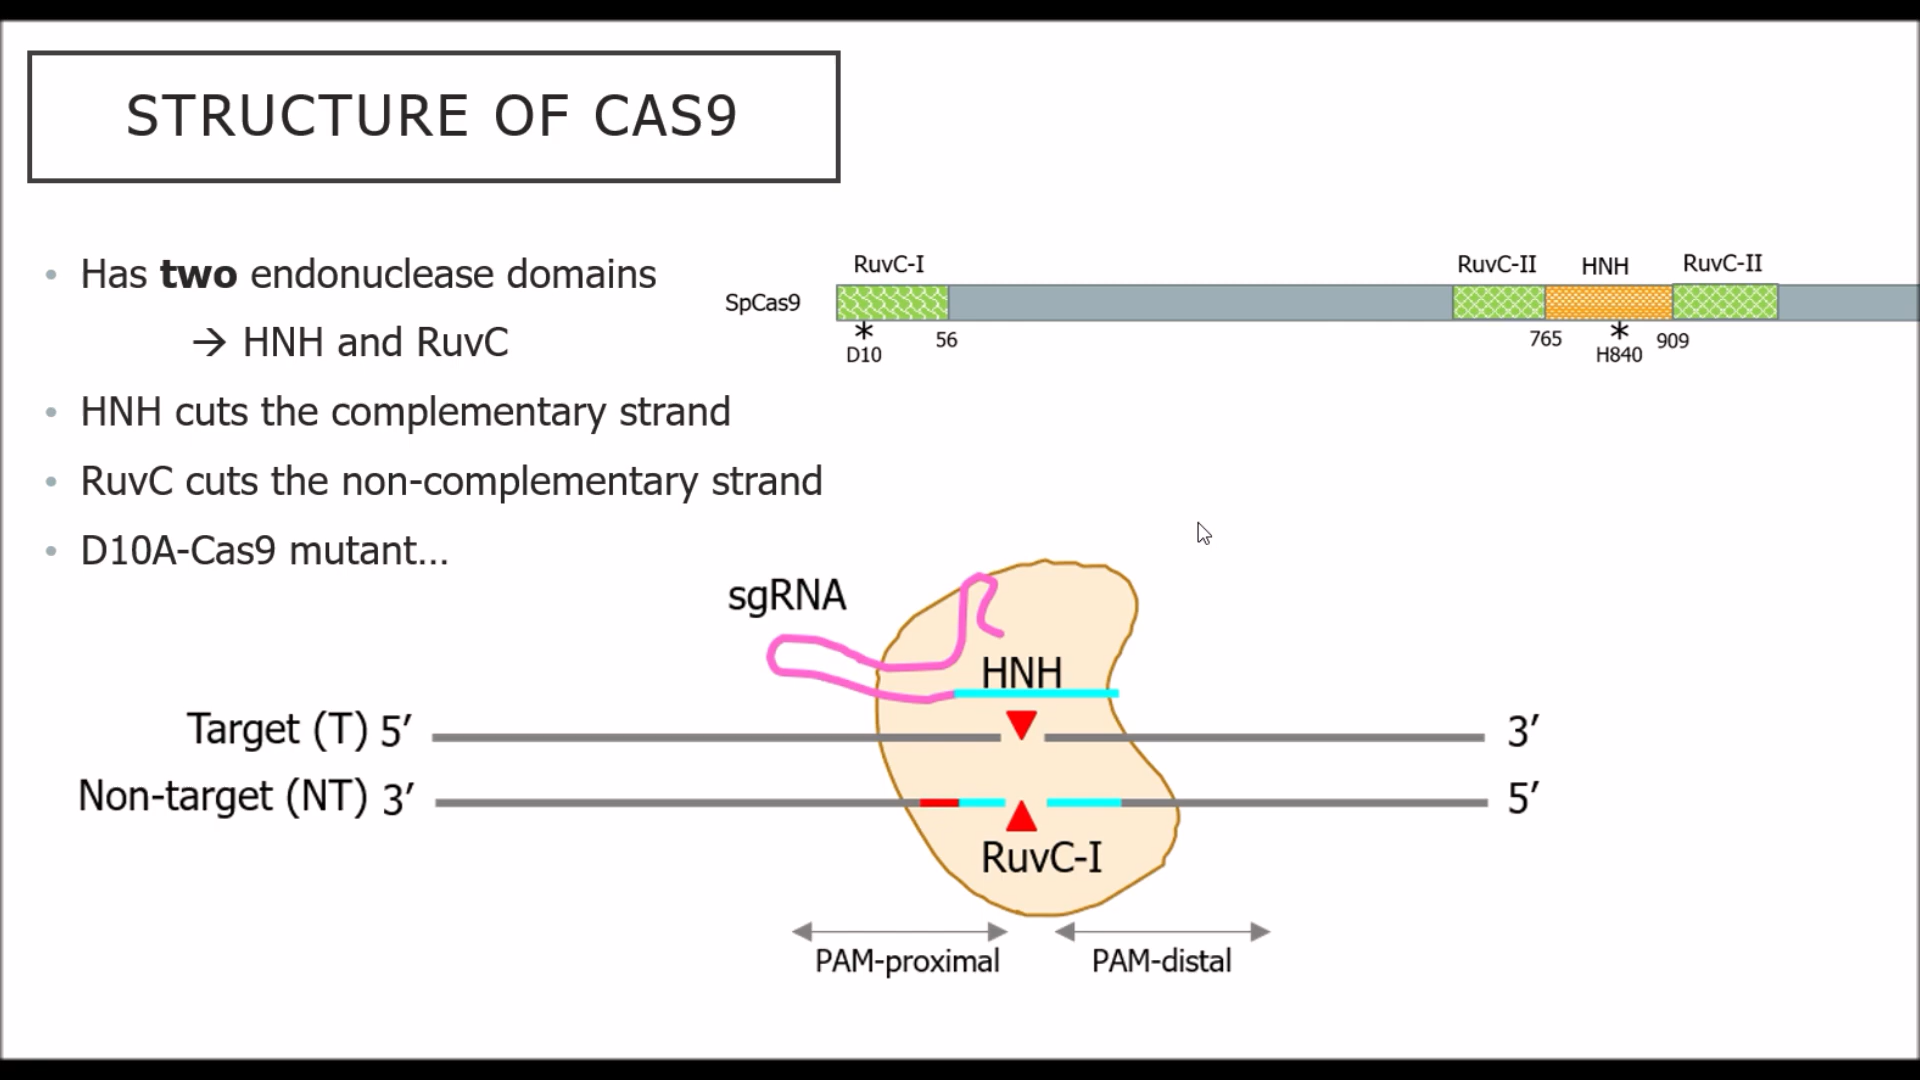 STRUCTURE OF CAS9
• Has two endonuclease domains
→ HNH and RuvC
• HNH cuts the complementary strand
• RuvC cuts the non-complementary strand
• D10A-Cas9 mutant...
RuvC-I RuvC-II HNH RuvC-II
SpCas9
* *
D10 56 765 H840 909
sgRNA
HNH
Target (T) 5’ 3’
Non-target (NT) 3’ 5’
RuvC-I
PAM-proximal PAM-distal